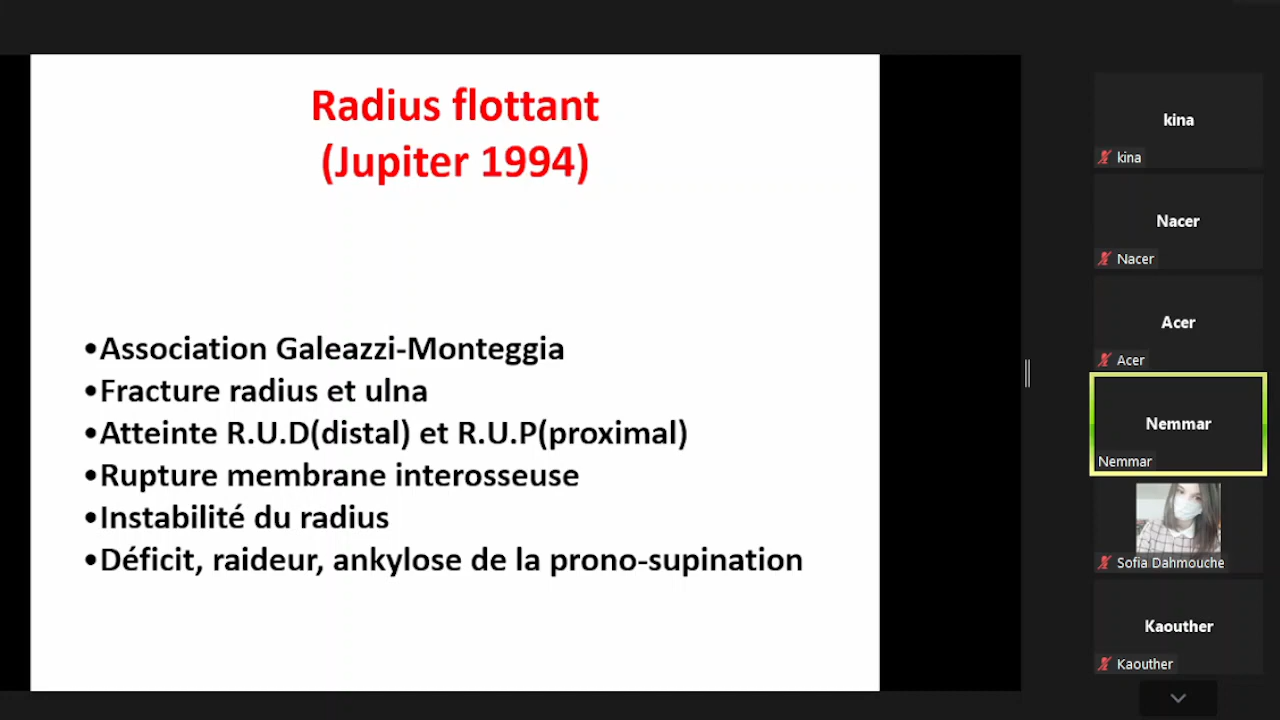 Radius flottant
(Jupiter 1994)
•Association Galeazzi-Monteggia
•Fracture radius et ulna
•Atteinte R.U.D(distal) et R.U.P(proximal)
•Rupture membrane interosseuse
•Instabilité du radius
•Déficit, raideur, ankylose de la prono-supination
kina
kina
Nacer
Nacer
Acer
Acer
Nemmar
Nemmar
Sofia Dahmouche
Kaouther
Kaouther